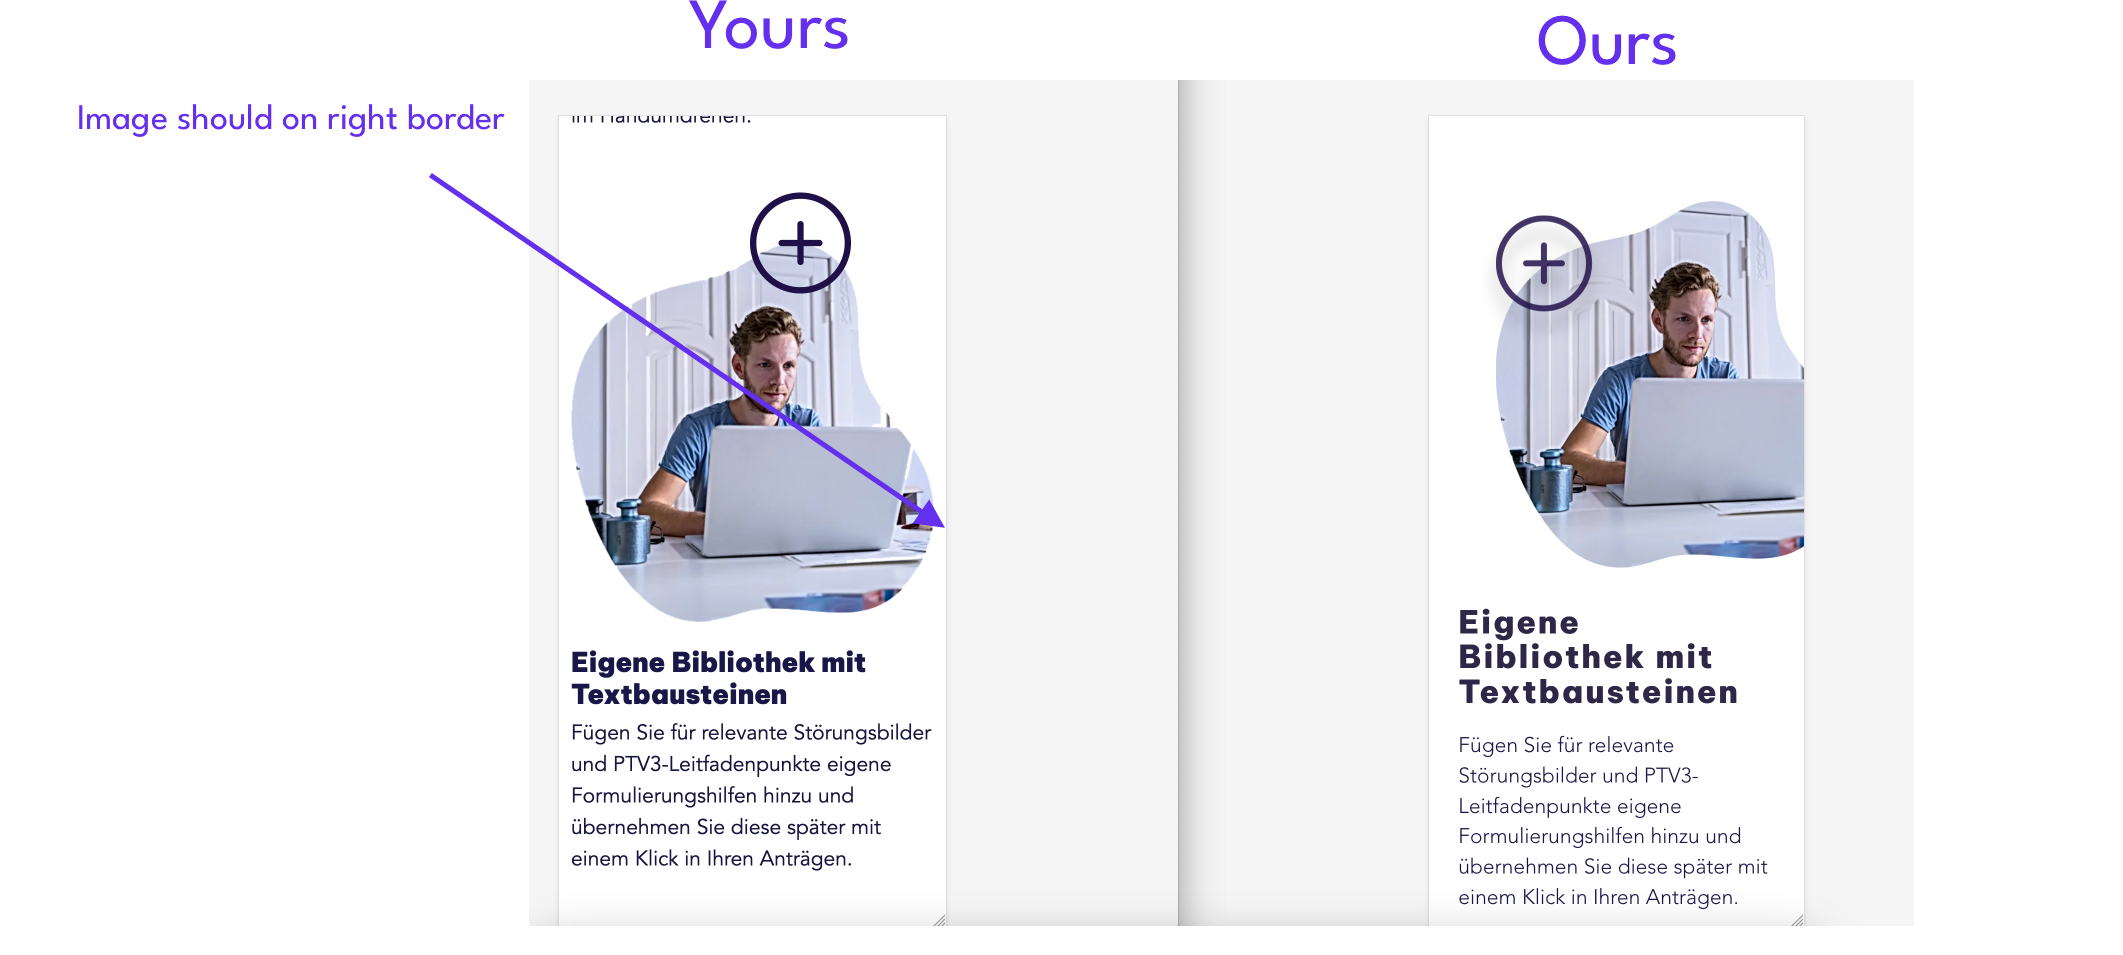 Yours
Ours
Image should on right border
im Handumdrehen.
Eigene Bibliothek mit
Textbausteinen
Fügen Sie für relevante Störungsbilder
und PTV3-Leitfadenpunkte eigene
Formulierungshilfen hinzu und
übernehmen Sie diese später mit
einem Klick in Ihren Anträgen.
Eigene
Bibliothek mit
Textbausteinen
Fügen Sie für relevante
Störungsbilder und PTV3-
Leitfadenpunkte eigene
Formulierungshilfen hinzu und
übernehmen Sie diese später mit
einem Klick in Ihren Anträgen.